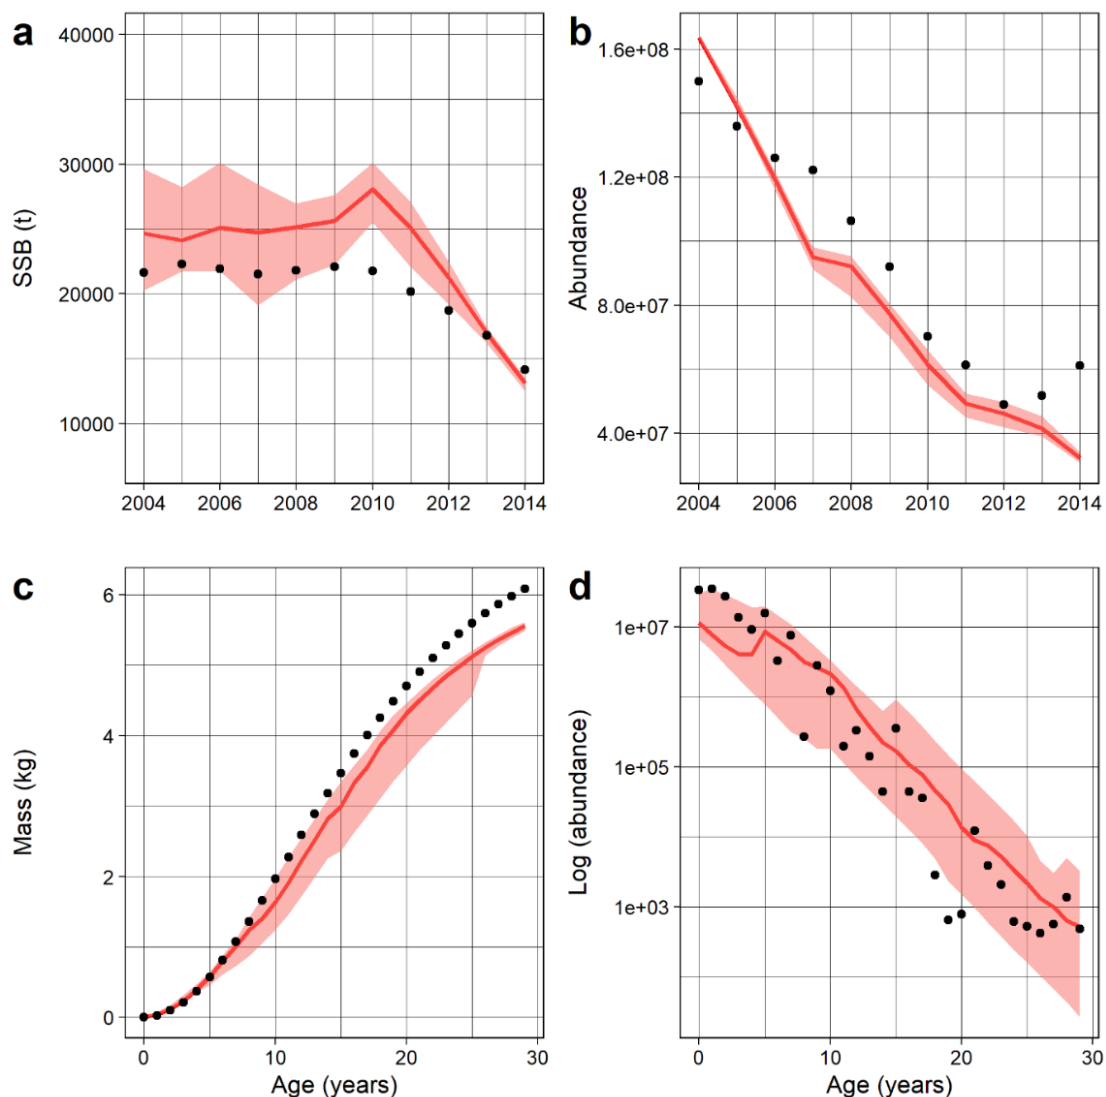 a
SSB (t)
40000
30000
20000
10000
2004 2006 2008 2010 2012 2014
b
Abundance
1.6e+08
1.2e+08
8.0e+07
4.0e+07
2004 2006 2008 2010 2012 2014
c
Mass (kg)
6
4
2
0
0 10 20 30
Age (years)
d
Log (abundance)
1e+07
1e+05
1e+03
0 10 20 30
Age (years)